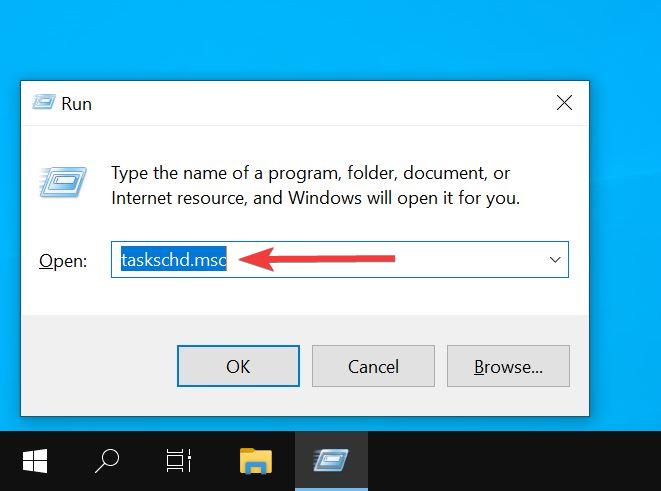 Run
Type the name of a program, folder, document, or
Internet resource, and Windows will open it for you.
Open: taskschd.msc
OK Cancel Browse...